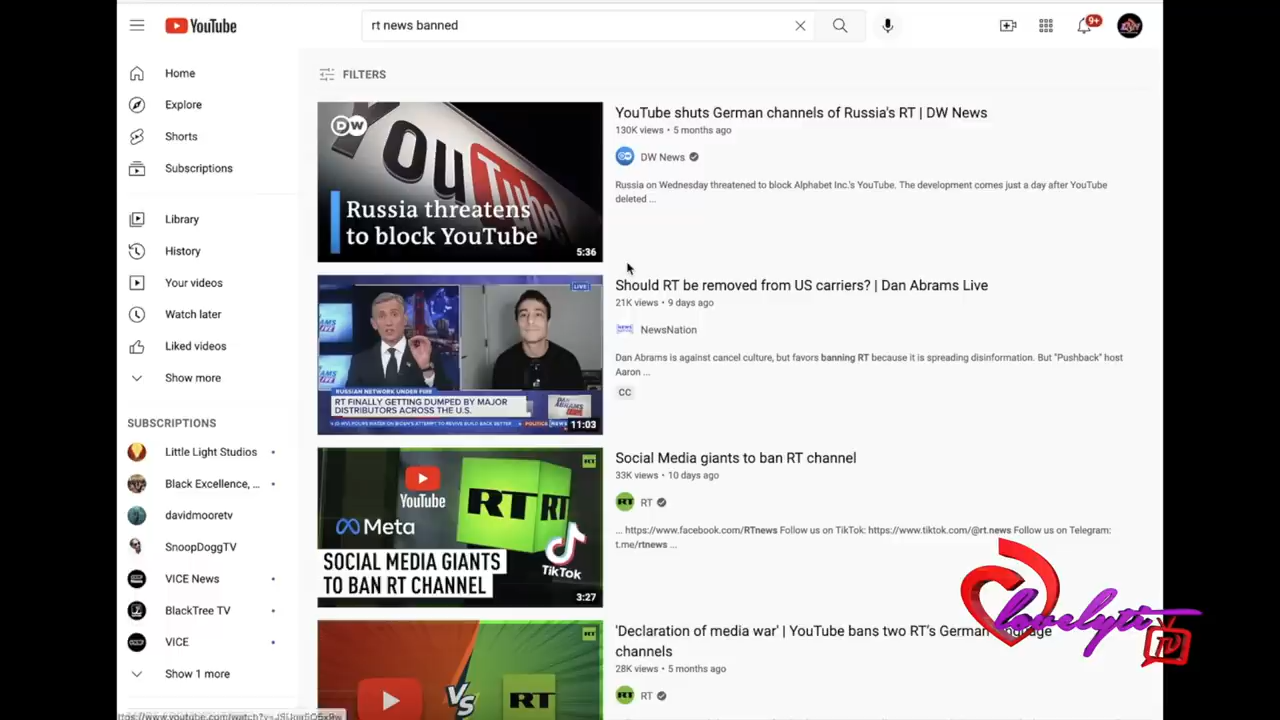 YouTube
rt news banned
9+
Home
Explore
Shorts
Subscriptions
Library
History
Your videos
Watch later
Liked videos
Show more
SUBSCRIPTIONS
Little Light Studios
Black Excellence, ...
davidmooretv
SnoopDoggTV
VICE News
BlackTree TV
VICE
Show 1 more
FILTERS
DW
YouTube
Russia threatens
to block YouTube
5:36
YouTube shuts German channels of Russia's RT | DW News
130K views • 5 months ago
DW News
Russia on Wednesday threatened to block Alphabet Inc.'s YouTube. The development comes just a day after YouTube
deleted ...
LIVE
RUSSIAN NETWORK UNDER FIRE
RT FINALLY GETTING DUMPED BY MAJOR
DISTRIBUTORS ACROSS THE U.S.
11:03
Should RT be removed from US carriers? | Dan Abrams Live
21K views • 9 days ago
NewsNation
Dan Abrams is against cancel culture, but favors banning RT because it is spreading disinformation. But "Pushback" host
Aaron ...
CC
RT
YouTube
Meta
RT RT
TikTok
SOCIAL MEDIA GIANTS
TO BAN RT CHANNEL
3:27
Social Media giants to ban RT channel
33K views • 10 days ago
RT
... https://www.facebook.com/RTnews Follow us on TikTok: https://www.tiktok.com/@rt.news Follow us on Telegram:
t.me/rtnews ...
RT
VS
RT
'Declaration of media war' | YouTube bans two RT's German language
channels
28K views • 5 months ago
RT
lovelyti
TV